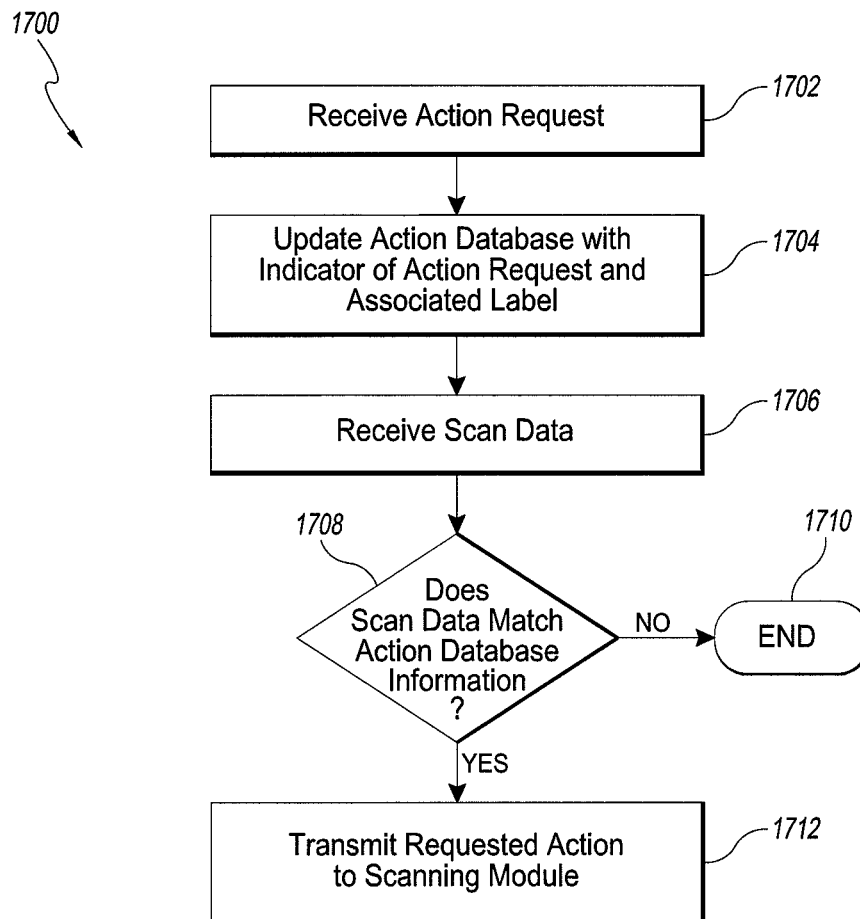 1700
1702
Receive Action Request
1704
Update Action Database with
Indicator of Action Request and
Associated Label
1706
Receive Scan Data
1708
1710
Does
Scan Data Match
Action Database
Information
?
NO
END
YES
1712
Transmit Requested Action
to Scanning Module